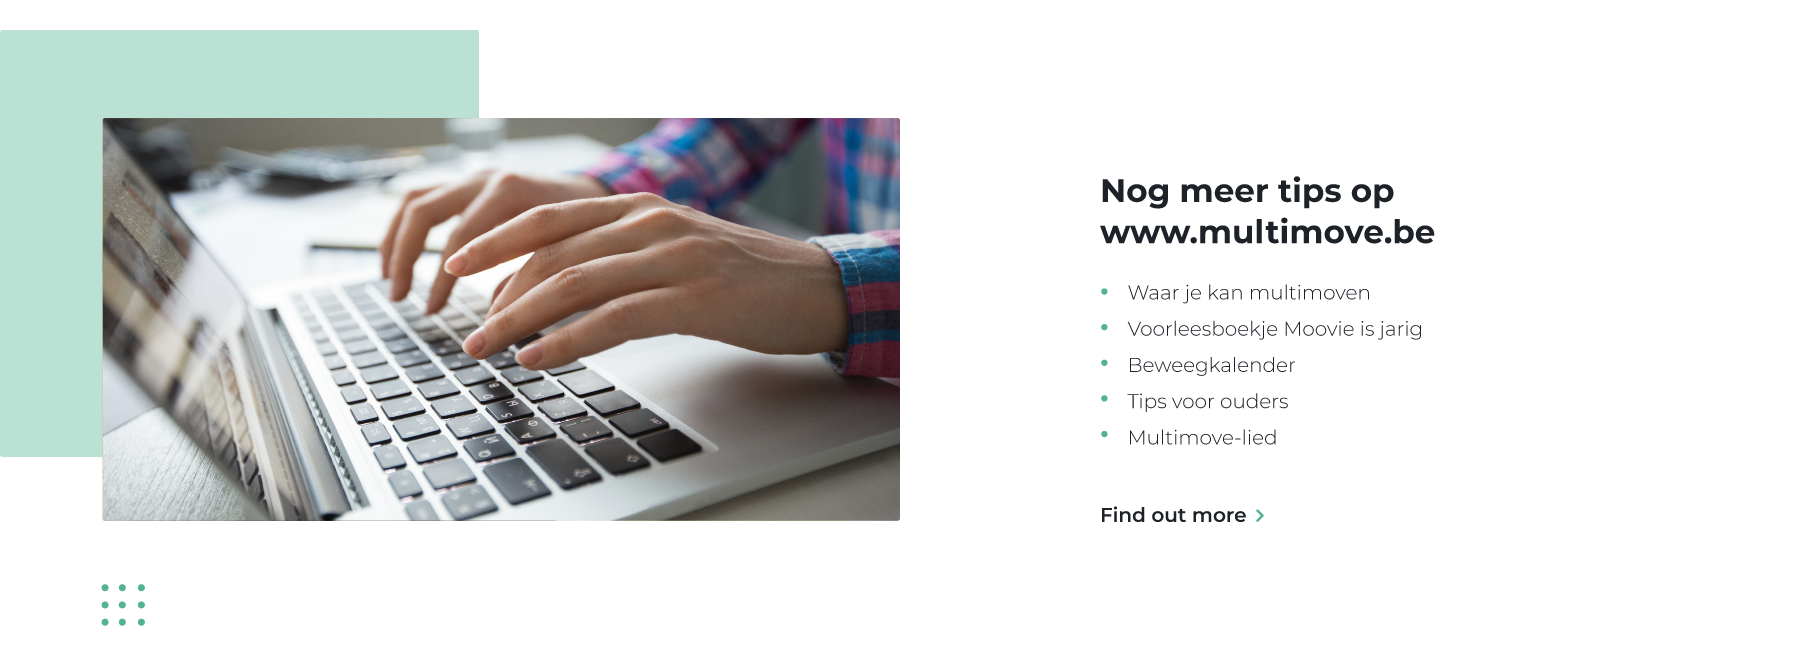 Nog meer tips op
www.multimove.be
Waar je kan multimoven
Voorleesboekje Moovie is jarig
Beweegkalender
Tips voor ouders
Multimove-lied
Find out more